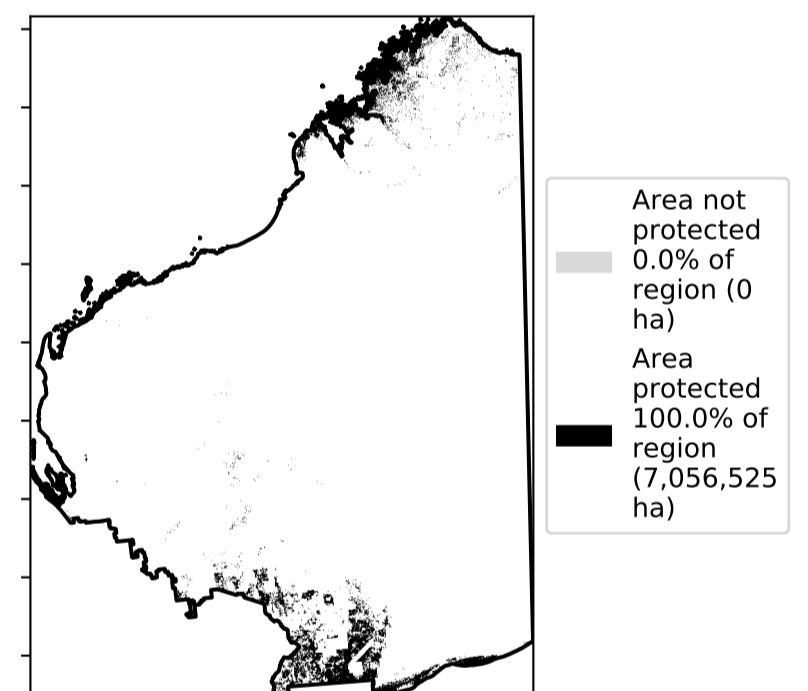 Area not
protected
0.0% of
region (0
ha)
Area
protected
100.0% of
region
(7,056,525
ha)